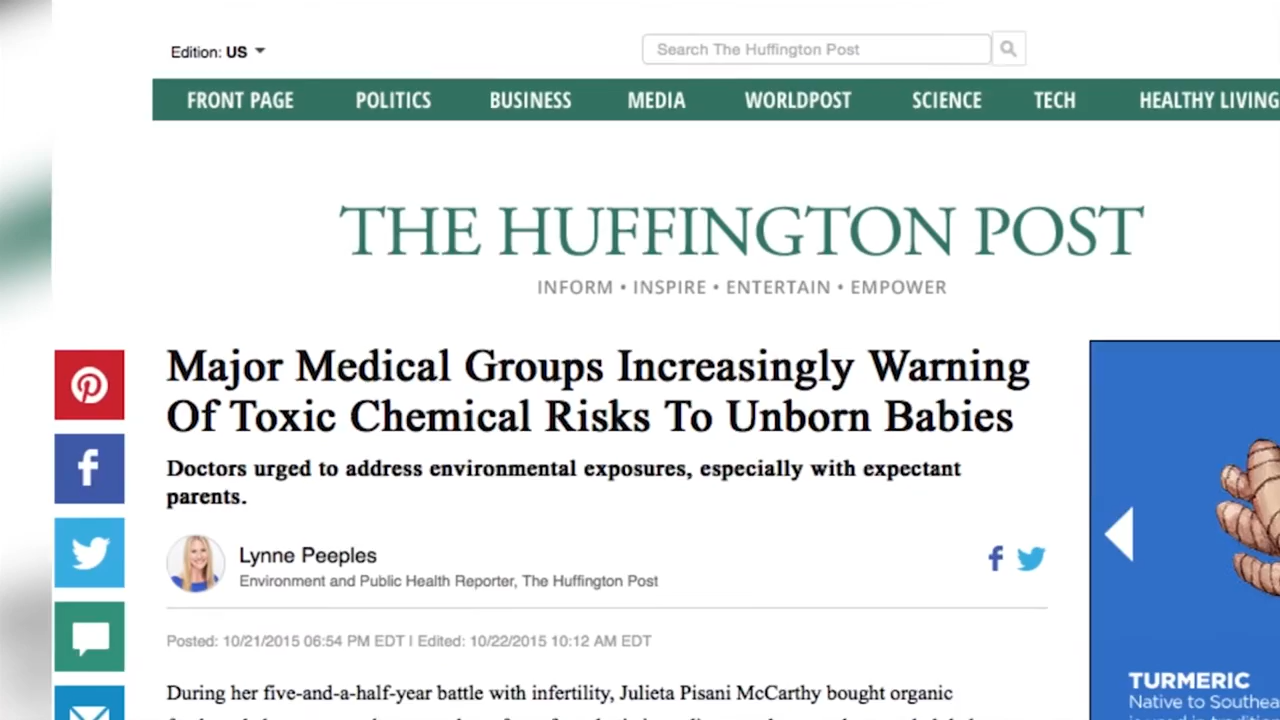 Edition: US
Search The Huffington Post
FRONT PAGE POLITICS BUSINESS MEDIA WORLDPOST SCIENCE TECH HEALTHY LIVING
THE HUFFINGTON POST
INFORM • INSPIRE • ENTERTAIN • EMPOWER
Major Medical Groups Increasingly Warning
Of Toxic Chemical Risks To Unborn Babies
Doctors urged to address environmental exposures, especially with expectant
parents.
Lynne Peeples
Environment and Public Health Reporter, The Huffington Post
Posted: 10/21/2015 06:54 PM EDT | Edited: 10/22/2015 10:12 AM EDT
During her five-and-a-half-year battle with infertility, Julieta Pisani McCarthy bought organic
TURMERIC
Native to Southea